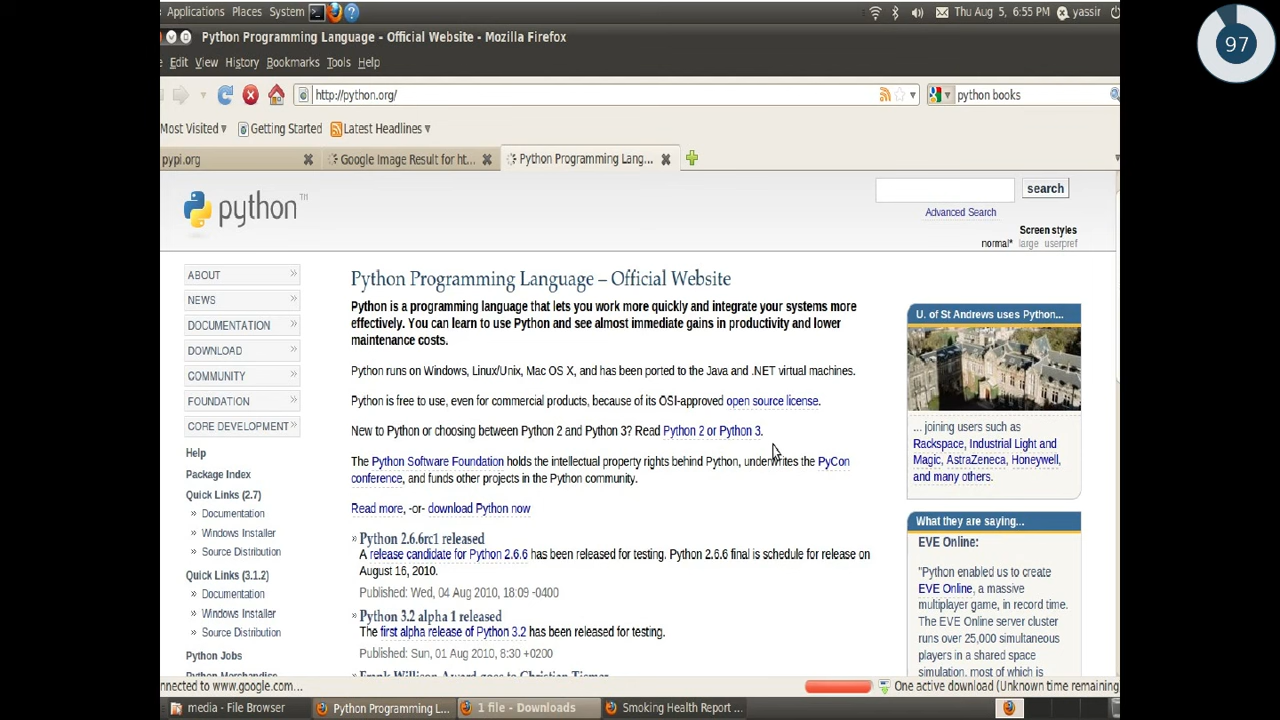 Applications Places System
Thu Aug 5, 6:55 PM yassir
97
Python Programming Language - Official Website - Mozilla Firefox
Edit View History Bookmarks Tools Help
http://python.org/
python books
Most Visited Getting Started Latest Headlines
pypi.org
Google Image Result for ht...
Python Programming Lang...
python TM
search
Advanced Search
Screen styles
normal* large userpref
ABOUT
NEWS
DOCUMENTATION
DOWNLOAD
COMMUNITY
FOUNDATION
CORE DEVELOPMENT
Help
Package Index
Quick Links (2.7)
» Documentation
» Windows Installer
» Source Distribution
Quick Links (3.1.2)
» Documentation
» Windows Installer
» Source Distribution
Python Jobs
Python Merchandise
Python Programming Language – Official Website
Python is a programming language that lets you work more quickly and integrate your systems more
effectively. You can learn to use Python and see almost immediate gains in productivity and lower
maintenance costs.
Python runs on Windows, Linux/Unix, Mac OS X, and has been ported to the Java and .NET virtual machines.
Python is free to use, even for commercial products, because of its OSI-approved open source license.
New to Python or choosing between Python 2 and Python 3? Read Python 2 or Python 3.
The Python Software Foundation holds the intellectual property rights behind Python, underwrites the PyCon
conference, and funds other projects in the Python community.
Read more, -or- download Python now
» Python 2.6.6rc1 released
A release candidate for Python 2.6.6 has been released for testing. Python 2.6.6 final is schedule for release on
August 16, 2010.
Published: Wed, 04 Aug 2010, 18:09 -0400
» Python 3.2 alpha 1 released
The first alpha release of Python 3.2 has been released for testing.
Published: Sun, 01 Aug 2010, 8:30 +0200
Frank Willison Award goes to Christian Tismer
U. of St Andrews uses Python...
... joining users such as
Rackspace, Industrial Light and
Magic, AstraZeneca, Honeywell,
and many others.
What they are saying...
EVE Online:
"Python enabled us to create
EVE Online, a massive
multiplayer game, in record time.
The EVE Online server cluster
runs over 25,000 simultaneous
players in a shared space
simulation, most of which is
nnected to www.google.com...
One active download (Unknown time remaining
media - File Browser
Python Programming L...
1 file - Downloads
Smoking Health Report ...